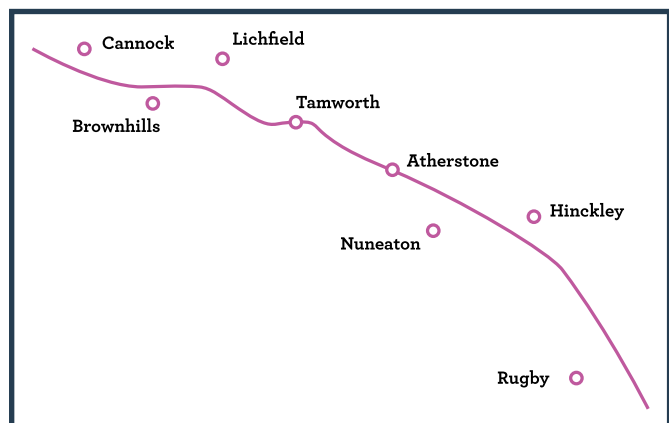 Lichfield
Cannock
Tamworth
Brownhills
Atherstone
Hinckley
Nuneaton
Rugby